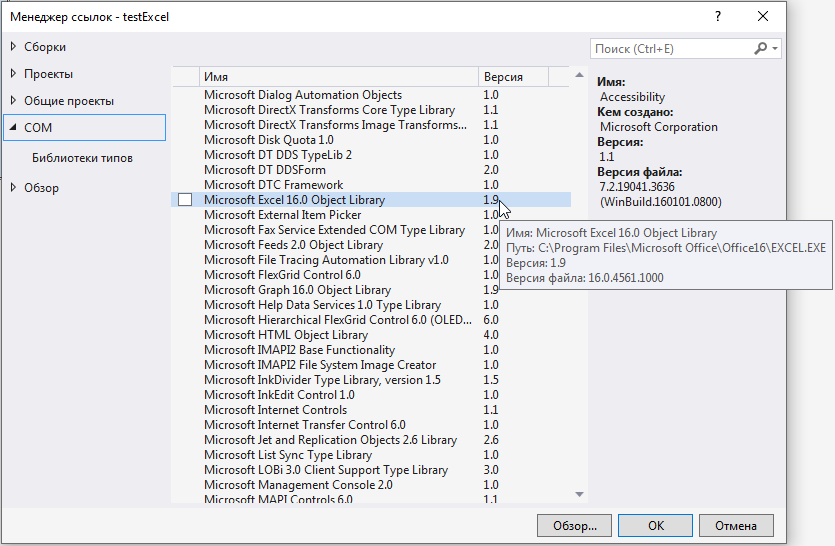 Менеджер ссылок - testExcel
Сборки
Проекты
Общие проекты
COM
Библиотеки типов
Обзор
Имя Версия
Microsoft Dialog Automation Objects 1.0
Microsoft DirectX Transforms Core Type Library 1.1
Microsoft DirectX Transforms Image Transforms... 1.1
Microsoft Disk Quota 1.0 1.0
Microsoft DT DDS TypeLib 2 1.0
Microsoft DT DDSForm 2.0
Microsoft DTC Framework 1.0
Microsoft Excel 16.0 Object Library 1.9
Microsoft External Item Picker 1.0
Microsoft Fax Service Extended COM Type Library 1.0
Microsoft Feeds 2.0 Object Library 2.0
Microsoft File Tracing Automation Library v1.0 1.0
Microsoft FlexGrid Control 6.0 1.0
Microsoft Graph 16.0 Object Library 1.9
Microsoft Help Data Services 1.0 Type Library 1.0
Microsoft Hierarchical FlexGrid Control 6.0 (OLED... 6.0
Microsoft HTML Object Library 4.0
Microsoft IMAPI2 Base Functionality 1.0
Microsoft IMAPI2 File System Image Creator 1.0
Microsoft InkDivider Type Library, version 1.5 1.5
Microsoft InkEdit Control 1.0 1.0
Microsoft Internet Controls 1.1
Microsoft Internet Transfer Control 6.0 1.0
Microsoft Jet and Replication Objects 2.6 Library 2.6
Microsoft List Sync Type Library 1.0
Microsoft LOBi 3.0 Client Support Type Library 3.0
Microsoft Management Console 2.0 1.0
Microsoft MAPI Controls 6.0 1.1
Поиск (Ctrl+E)
Имя:
Accessibility
Кем создано:
Microsoft Corporation
Версия:
1.1
Версия файла:
7.2.19041.3636
(WinBuild.160101.0800)
Имя: Microsoft Excel 16.0 Object Library
Путь: C:\Program Files\Microsoft Office\Office16\EXCEL.EXE
Версия: 1.9
Версия файла: 16.0.4561.1000
Обзор... ОК Отмена